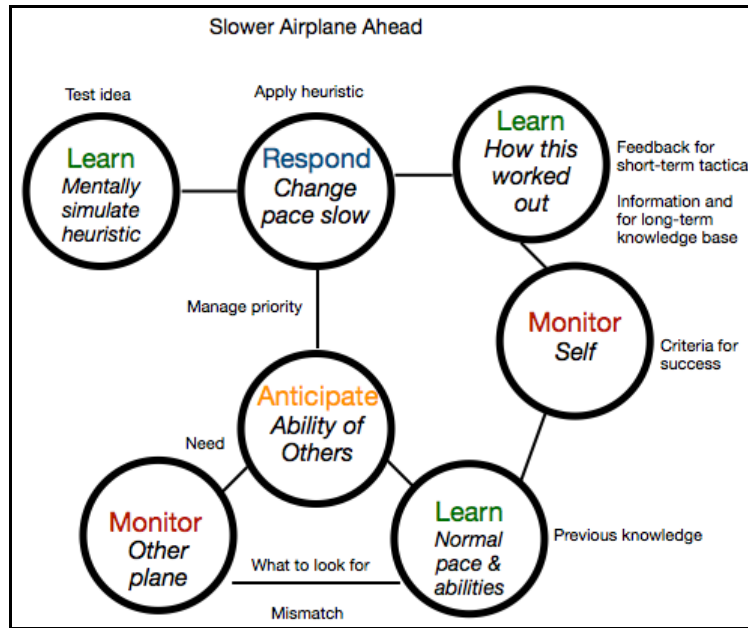 Slower Airplane Ahead
Test idea
Apply heuristic
Learn
Mentally
simulate
heuristic
Respond
Change
pace slow
Learn
How this
worked
out
Feedback for
short-term tactica
Information and
for long-term
knowledge base
Manage priority
Monitor
Self
Criteria for
success
Anticipate
Ability of
Others
Need
Monitor
Other
plane
What to look for
Mismatch
Learn
Normal
pace &
abilities
Previous knowledge